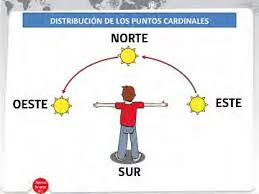 DISTRIBUCIÓN DE LOS PUNTOS CARDINALES
NORTE
OESTE
ESTE
SUR